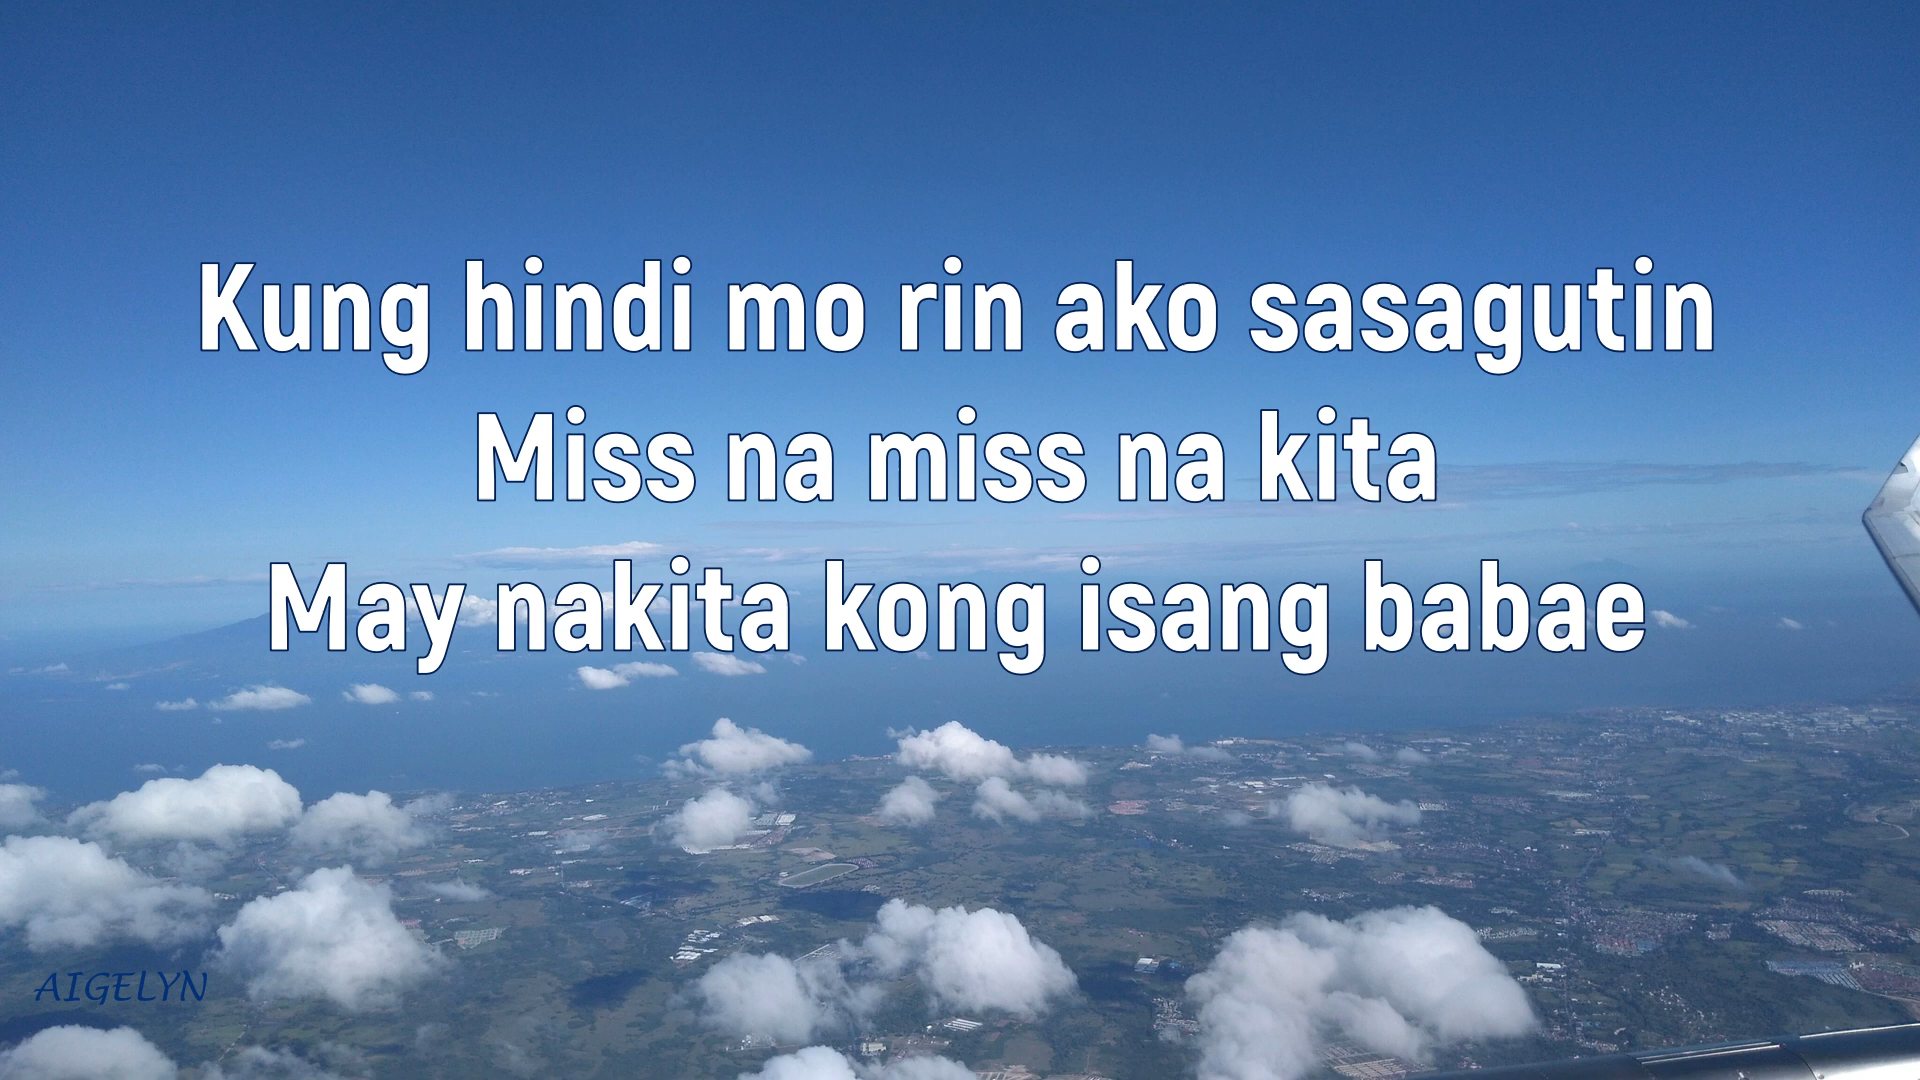 Kung hindi mo rin ako sasagutin
Miss na miss na kita
May nakita kong isang babae
AIGELYN